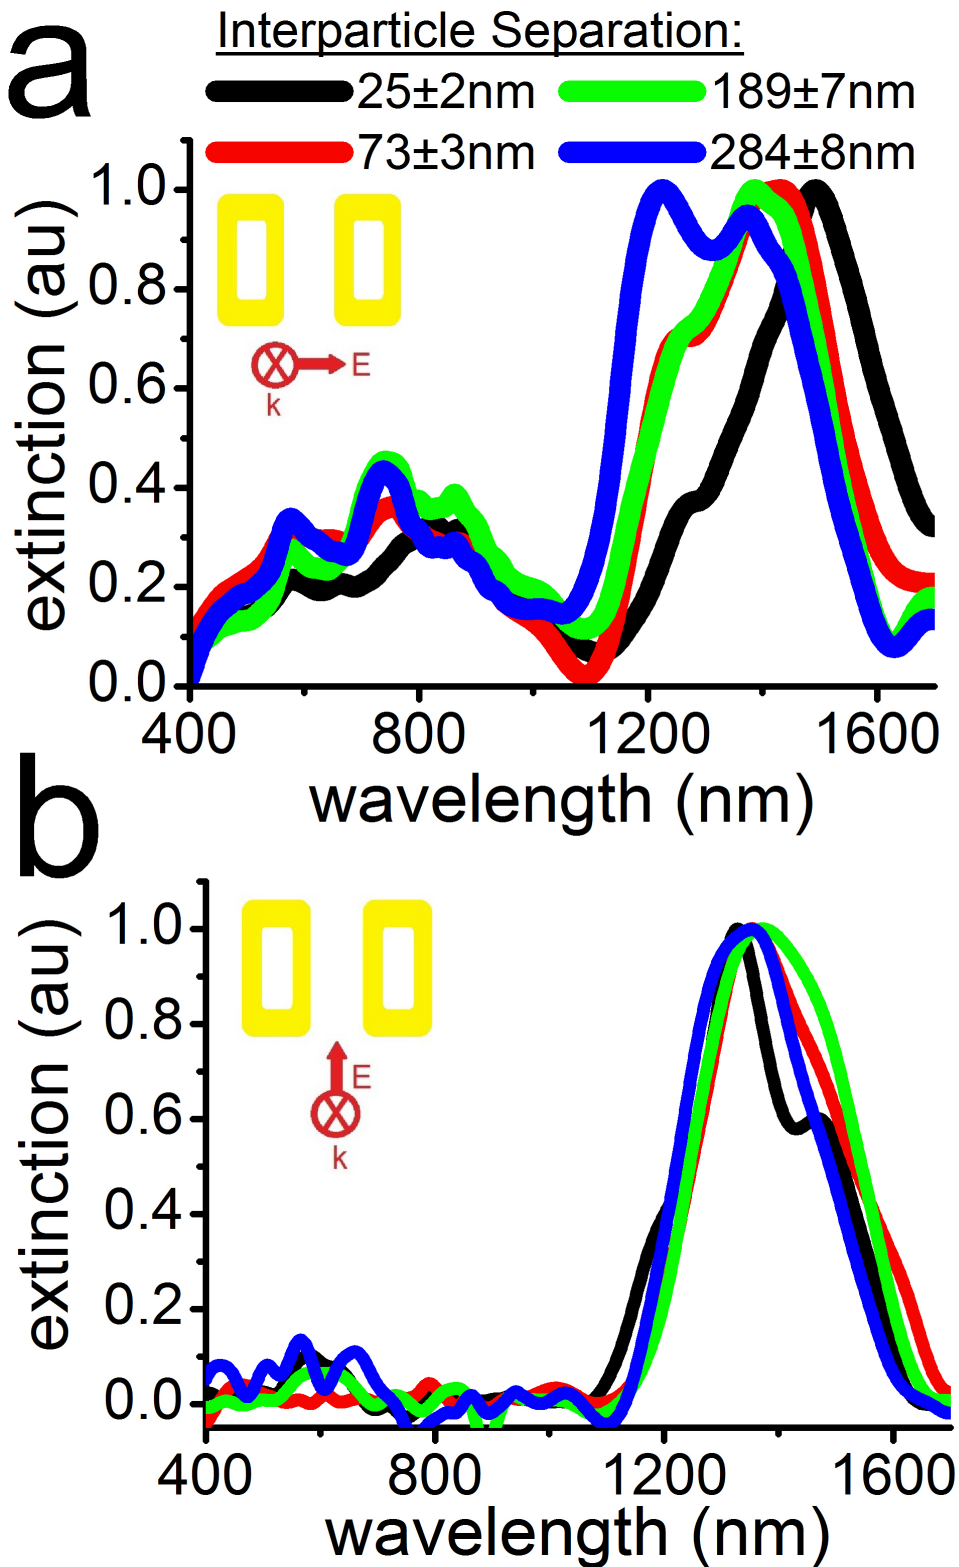 a
Interparticle Separation:
25±2nm 189±7nm
73±3nm 284±8nm
1.0
0.8
0.6
0.4
0.2
0.0
extinction (au)
E
k
400 800 1200 1600
wavelength (nm)
b
1.0
0.8
0.6
0.4
0.2
0.0
extinction (au)
E
k
400 800 1200 1600
wavelength (nm)